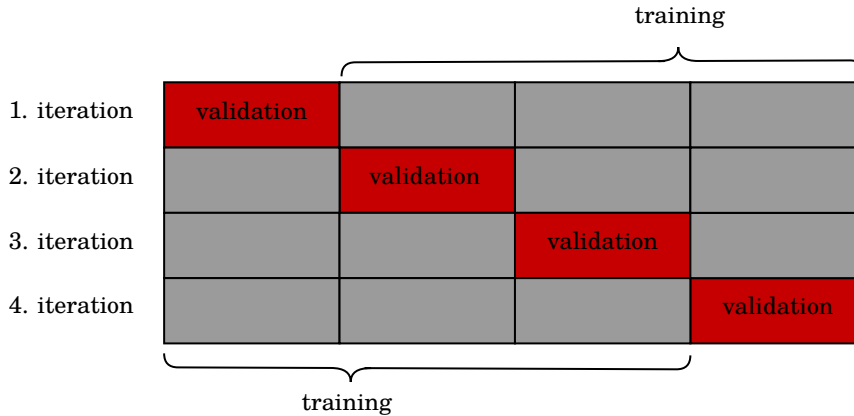 training
1. iteration validation
2. iteration validation
3. iteration validation
4. iteration validation
training